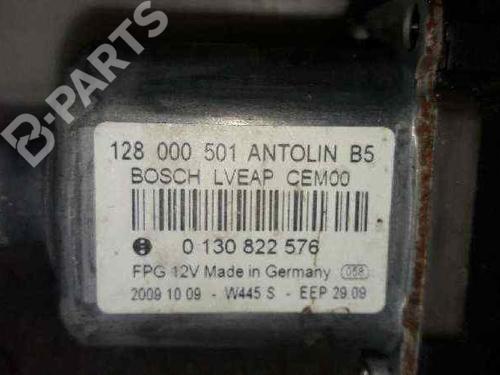 B-PARTS
128 000 501 ANTOLIN B5
BOSCH LVEAP CEM00
0 130 822 576
FPG 12V Made in Germany 068
2009 10 09 - W445 S - EEP 29.09